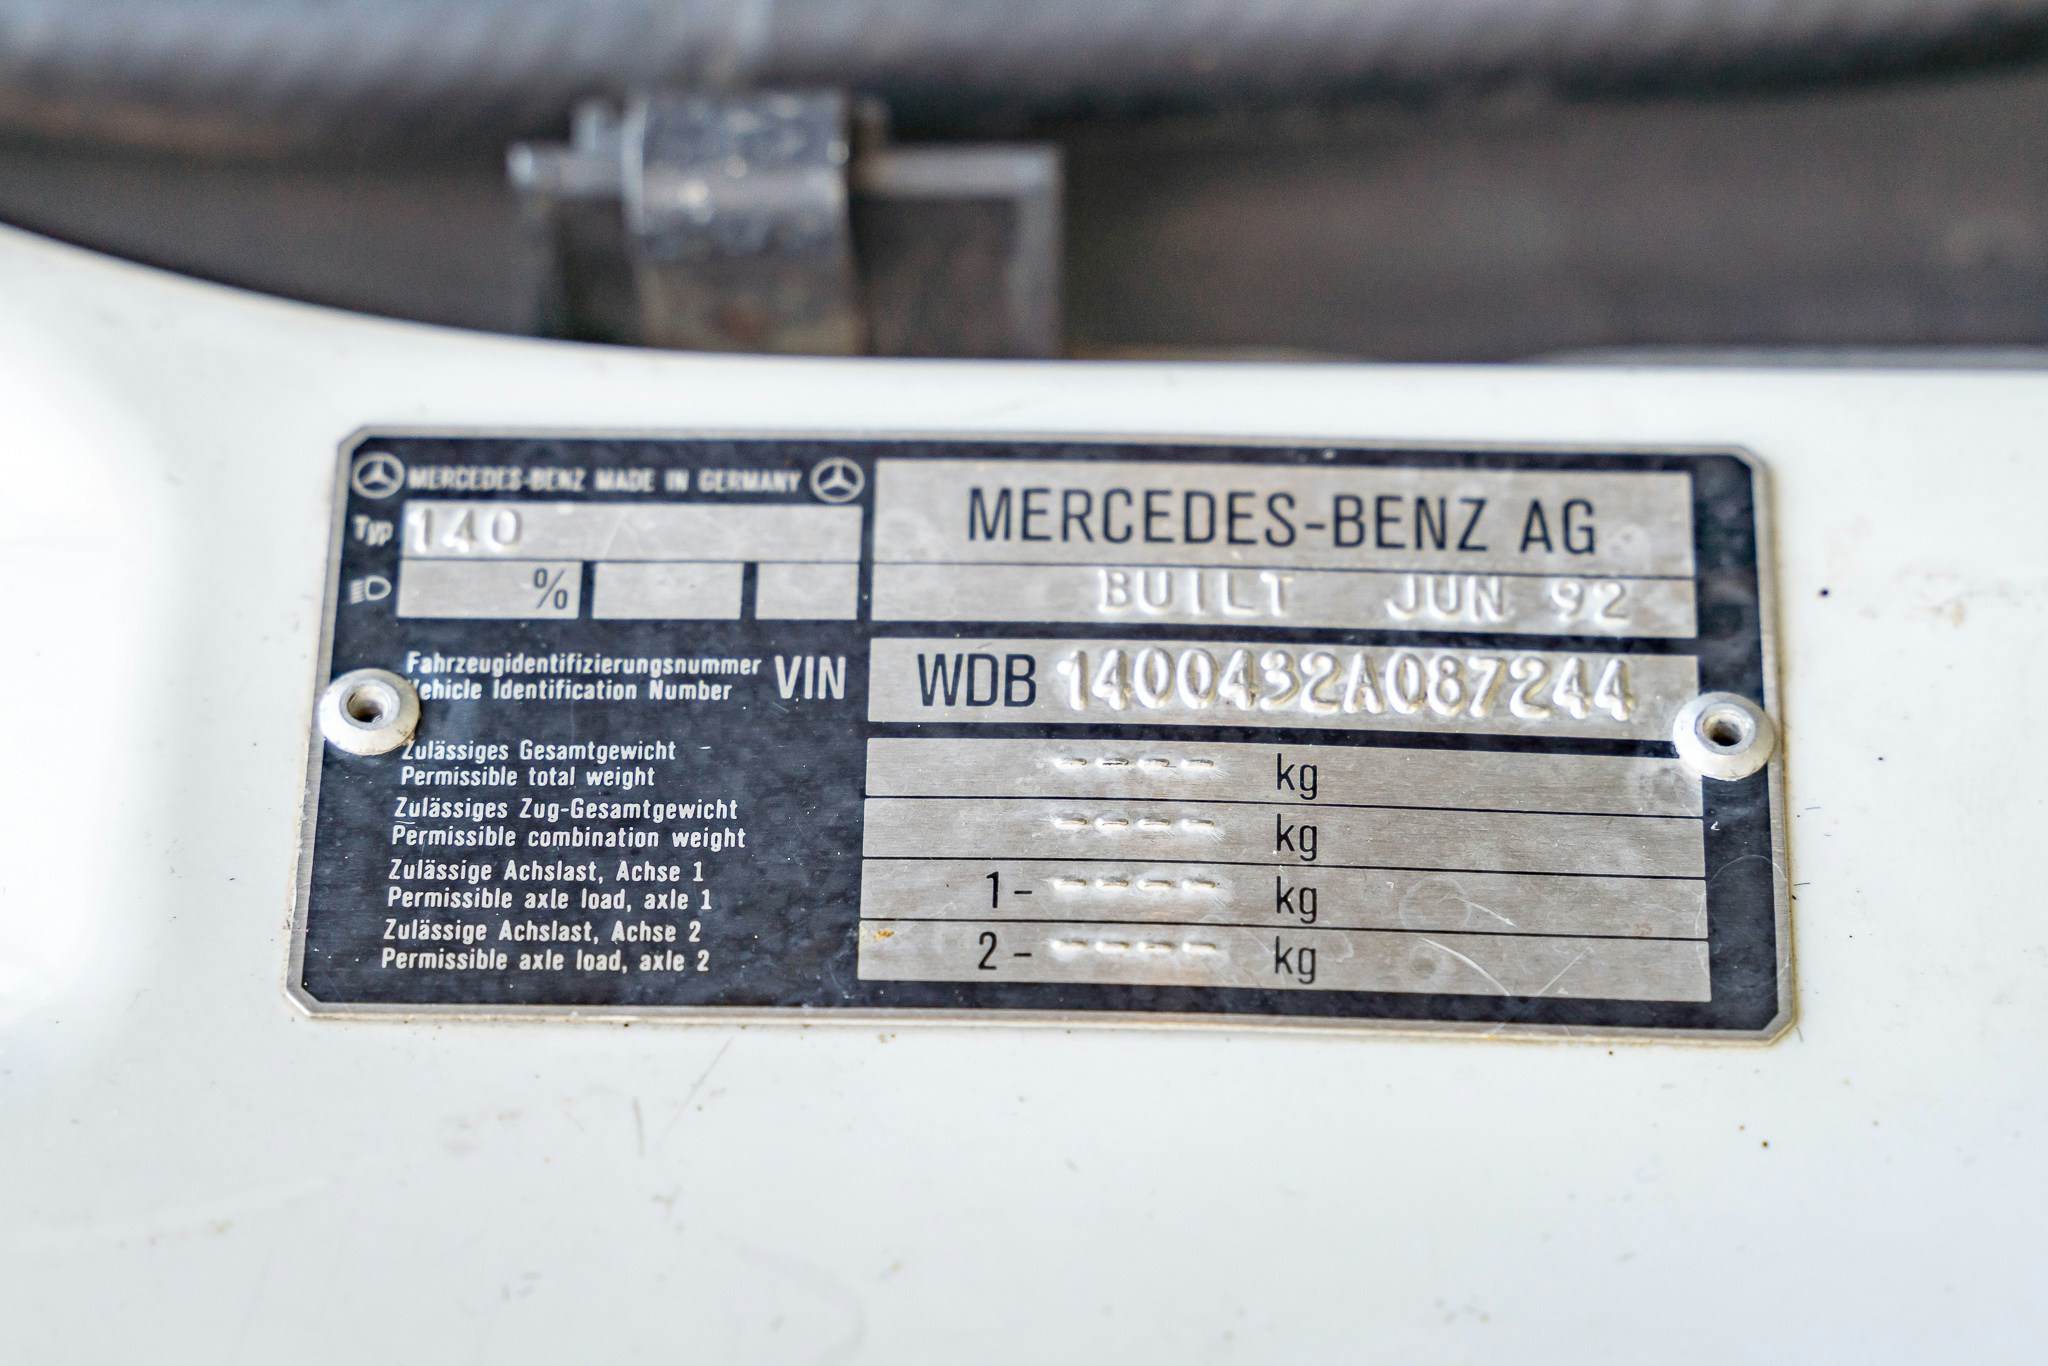 MERCEDES-BENZ MADE IN GERMANY
Typ 140
%
MERCEDES-BENZ AG
BUILT JUN 92
Fahrzeugidentifizierungsnummer
Vehicle Identification Number
VIN
WDB 1400432A087244
Zulässiges Gesamtgewicht
Permissible total weight
---- kg
Zulässiges Zug-Gesamtgewicht
Permissible combination weight
---- kg
Zulässige Achslast, Achse 1
Permissible axle load, axle 1
1- ---- kg
Zulässige Achslast, Achse 2
Permissible axle load, axle 2
2- ---- kg